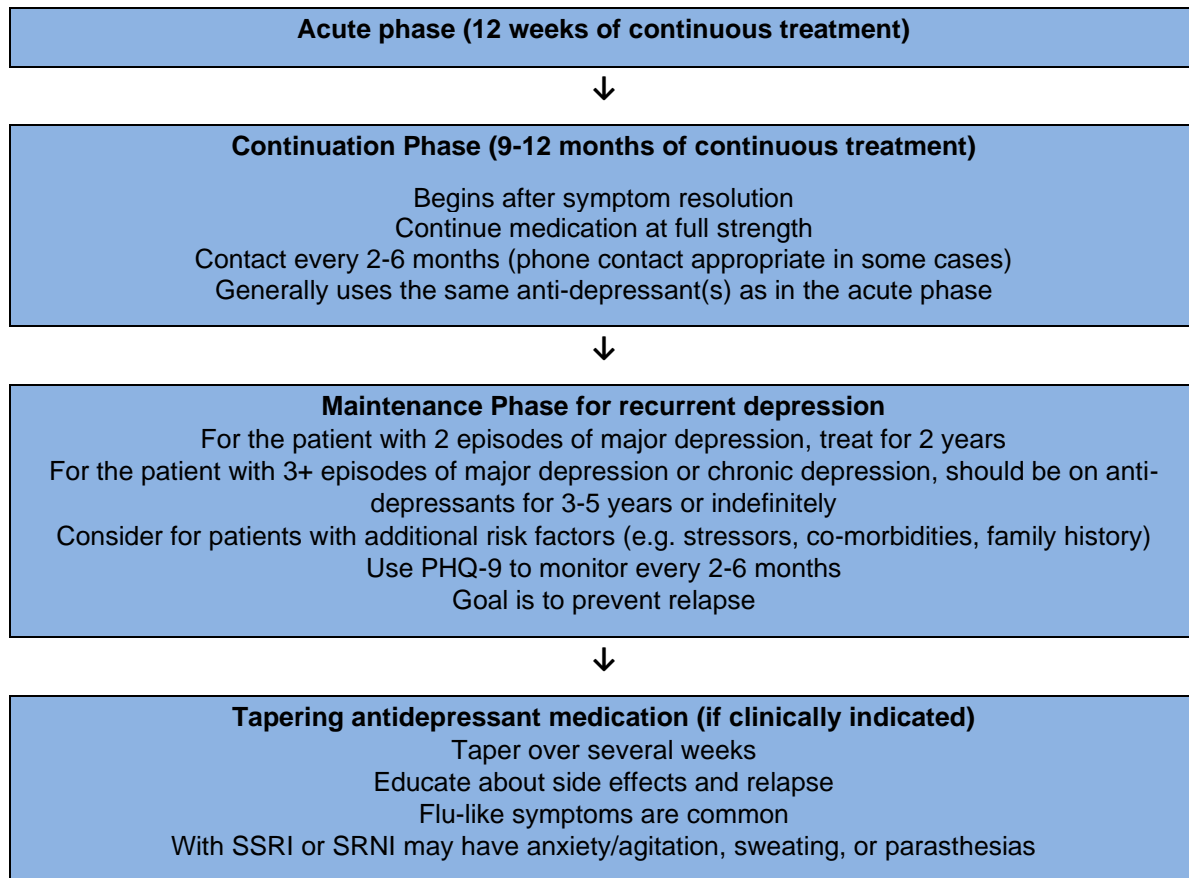 Acute phase (12 weeks of continuous treatment)
↓
Continuation Phase (9-12 months of continuous treatment)
Begins after symptom resolution
Continue medication at full strength
Contact every 2-6 months (phone contact appropriate in some cases)
Generally uses the same anti-depressant(s) as in the acute phase
↓
Maintenance Phase for recurrent depression
For the patient with 2 episodes of major depression, treat for 2 years
For the patient with 3+ episodes of major depression or chronic depression, should be on anti-
depressants for 3-5 years or indefinitely
Consider for patients with additional risk factors (e.g. stressors, co-morbidities, family history)
Use PHQ-9 to monitor every 2-6 months
Goal is to prevent relapse
↓
Tapering antidepressant medication (if clinically indicated)
Taper over several weeks
Educate about side effects and relapse
Flu-like symptoms are common
With SSRI or SRNI may have anxiety/agitation, sweating, or parasthesias